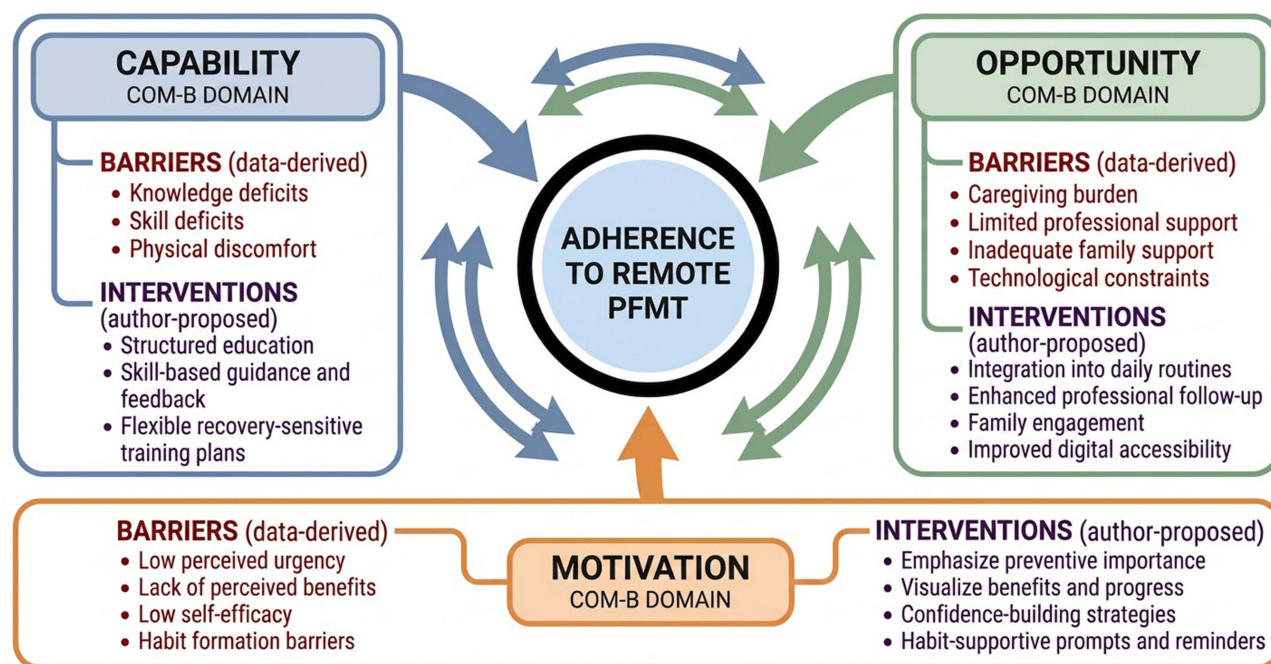 CAPABILITY
COM-B DOMAIN
BARRIERS (data-derived)
• Knowledge deficits
• Skill deficits
• Physical discomfort
INTERVENTIONS
(author-proposed)
• Structured education
• Skill-based guidance and
feedback
• Flexible recovery-sensitive
training plans
ADHERENCE
TO REMOTE
PFMT
OPPORTUNITY
COM-B DOMAIN
BARRIERS (data-derived)
• Caregiving burden
• Limited professional support
• Inadequate family support
• Technological constraints
INTERVENTIONS
(author-proposed)
• Integration into daily routines
• Enhanced professional follow-up
• Family engagement
• Improved digital accessibility
BARRIERS (data-derived)
• Low perceived urgency
• Lack of perceived benefits
• Low self-efficacy
• Habit formation barriers
MOTIVATION
COM-B DOMAIN
INTERVENTIONS (author-proposed)
• Emphasize preventive importance
• Visualize benefits and progress
• Confidence-building strategies
• Habit-supportive prompts and reminders